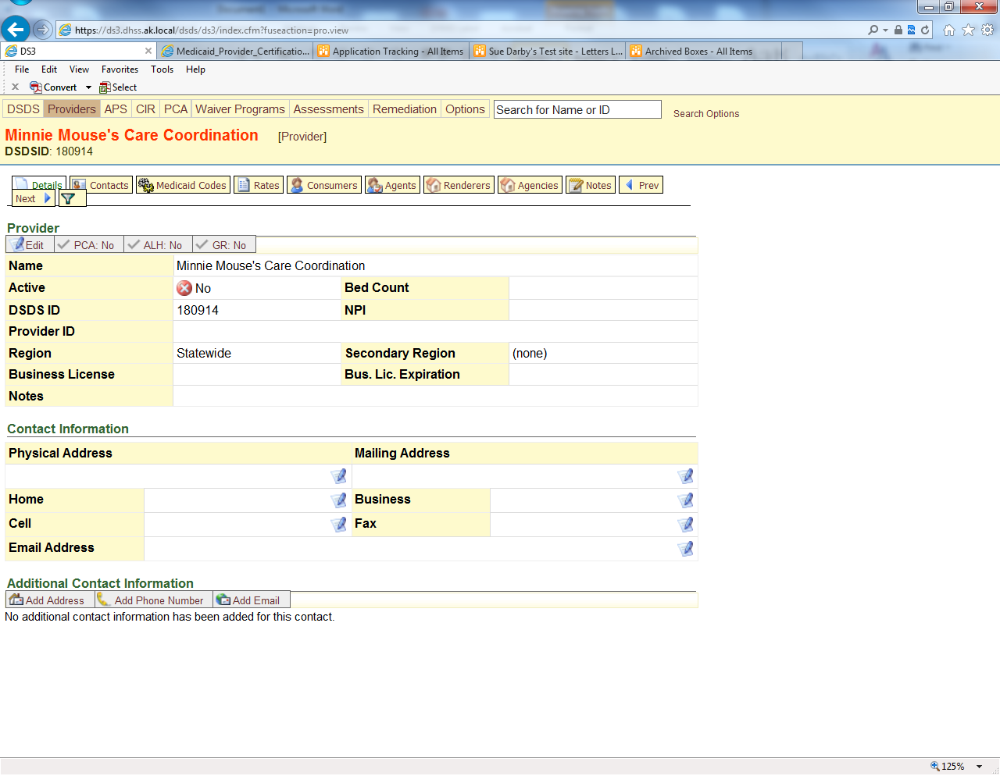 https://ds3.dhss.ak.local/dsds/ds3/index.cfm?fuseaction=pro.view
DS3 Medicaid_Provider_Certificatio... Application Tracking - All Items Sue Darby's Test site - Letters L... Archived Boxes - All Items
File Edit View Favorites Tools Help
Convert Select
DSDS Providers APS CIR PCA Waiver Programs Assessments Remediation Options Search for Name or ID Search Options
Minnie Mouse's Care Coordination [Provider]
DSDSID: 180914
Details Contacts Medicaid Codes Rates Consumers Agents Renderers Agencies Notes Prev
Next
Provider
Edit PCA: No ALH: No GR: No
Name Minnie Mouse's Care Coordination
Active No Bed Count
DSDS ID 180914 NPI
Provider ID
Region Statewide Secondary Region (none)
Business License Bus. Lic. Expiration
Notes
Contact Information
Physical Address Mailing Address
Home Business
Cell Fax
Email Address
Additional Contact Information
Add Address Add Phone Number Add Email
No additional contact information has been added for this contact.
125%